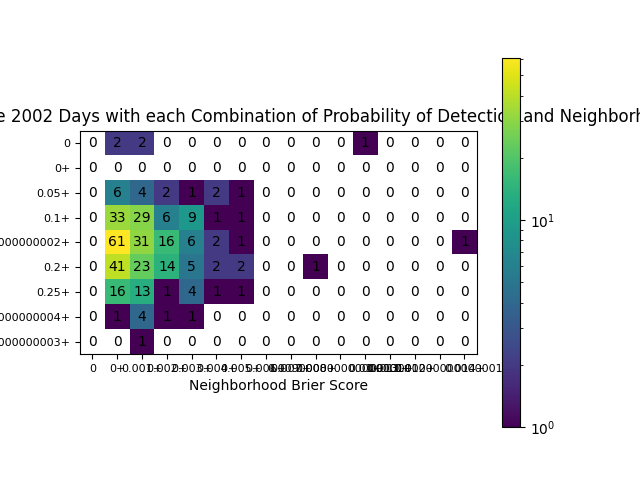 2002 Days with each Combination of Probability of Detection and
0 0 2 2 0 0 0 0 0 0 0 0 1 0 0 0 0
0+ 0 0 0 0 0 0 0 0 0 0 0 0 0 0 0 0
0.05+ 0 6 4 2 1 2 1 0 0 0 0 0 0 0 0 0
0.1+ 0 33 29 6 9 1 1 0 0 0 0 0 0 0 0 0
0 61 31 16 6 2 1 0 0 0 0 0 0 0 0 1
0.2+ 0 41 23 14 5 2 2 0 0 1 0 0 0 0 0 0
0.25+ 0 16 13 1 4 1 1 0 0 0 0 0 0 0 0 0
0 1 4 1 1 0 0 0 0 0 0 0 0 0 0 0
0 0 1 0 0 0 0 0 0 0 0 0 0 0 0 0
0 0+
Neighborhood Brier Score
10¹
10⁰